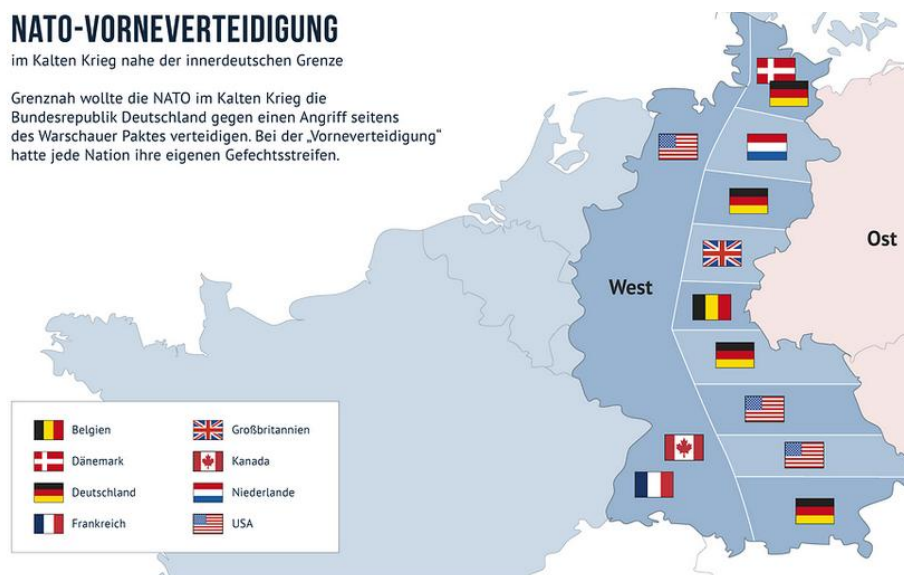 NATO-VORNEVERTEIDIGUNG
im Kalten Krieg nahe der innerdeutschen Grenze
Grenznah wollte die NATO im Kalten Krieg die
Bundesrepublik Deutschland gegen einen Angriff seitens
des Warschauer Paktes verteidigen. Bei der „Vorneverteidigung“
hatte jede Nation ihre eigenen Gefechtsstreifen.
Ost
West
Belgien
Dänemark
Deutschland
Frankreich
Großbritannien
Kanada
Niederlande
USA